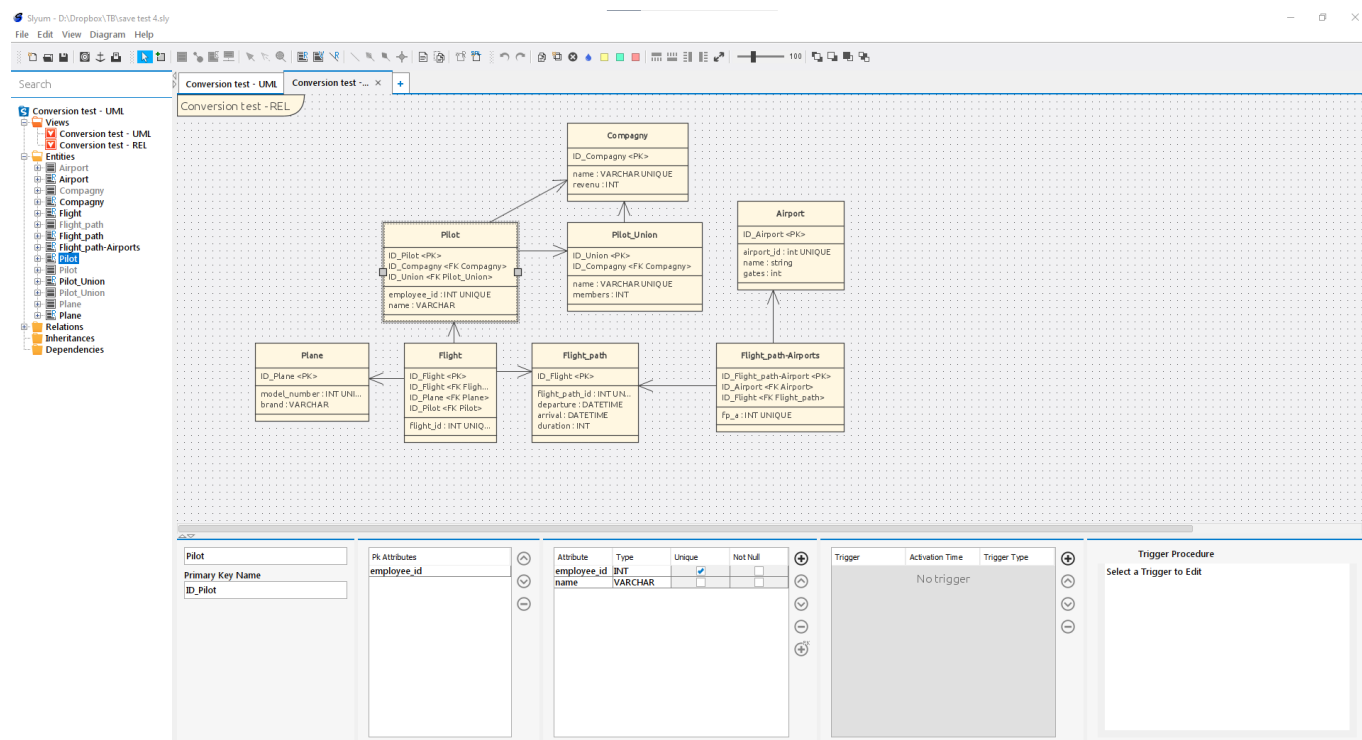 Slyum - D:\Dropbox\TB\save test 4.sly
File Edit View Diagram Help
100
Search
Conversion test - UML
Conversion test -... ×
+
Conversion test - UML
Views
Conversion test - UML
Conversion test - REL
Entities
Airport
Airport
Compagny
Compagny
Flight
Flight_path
Flight_path
Flight_path-Airports
Pilot
Pilot
Pilot_Union
Pilot_Union
Plane
Plane
Relations
Inheritances
Dependencies
Conversion test -REL
Compagny
ID_Compagny <PK>
name : VARCHAR UNIQUE
revenu : INT
Pilot
ID_Pilot <PK>
ID_Compagny <FK Compagny>
ID_Union <FK Pilot_Union>
employee_id : INT UNIQUE
name : VARCHAR
Pilot_Union
ID_Union <PK>
ID_Compagny <FK Compagny>
name : VARCHAR UNIQUE
members : INT
Airport
ID_Airport <PK>
airport_id : int UNIQUE
name : string
gates : int
Plane
ID_Plane <PK>
model_number : INT UNI...
brand : VARCHAR
Flight
ID_Flight <PK>
ID_Flight <FK Fligh...
ID_Plane <FK Plane>
ID_Pilot <FK Pilot>
flight_id : INT UNIQ...
Flight_path
ID_Flight <PK>
flight_path_id : INT UN...
departure : DATETIME
arrival : DATETIME
duration : INT
Flight_path-Airports
ID_Flight_path-Airport <PK>
ID_Airport <FK Airport>
ID_Flight <FK Flight_path>
fp_a : INT UNIQUE
Pilot
Primary Key Name
ID_Pilot
Pk Attributes
employee_id
Attribute Type Unique Not Null
employee_id INT
name VARCHAR
Trigger Activation Time Trigger Type
No trigger
Trigger Procedure
Select a Trigger to Edit